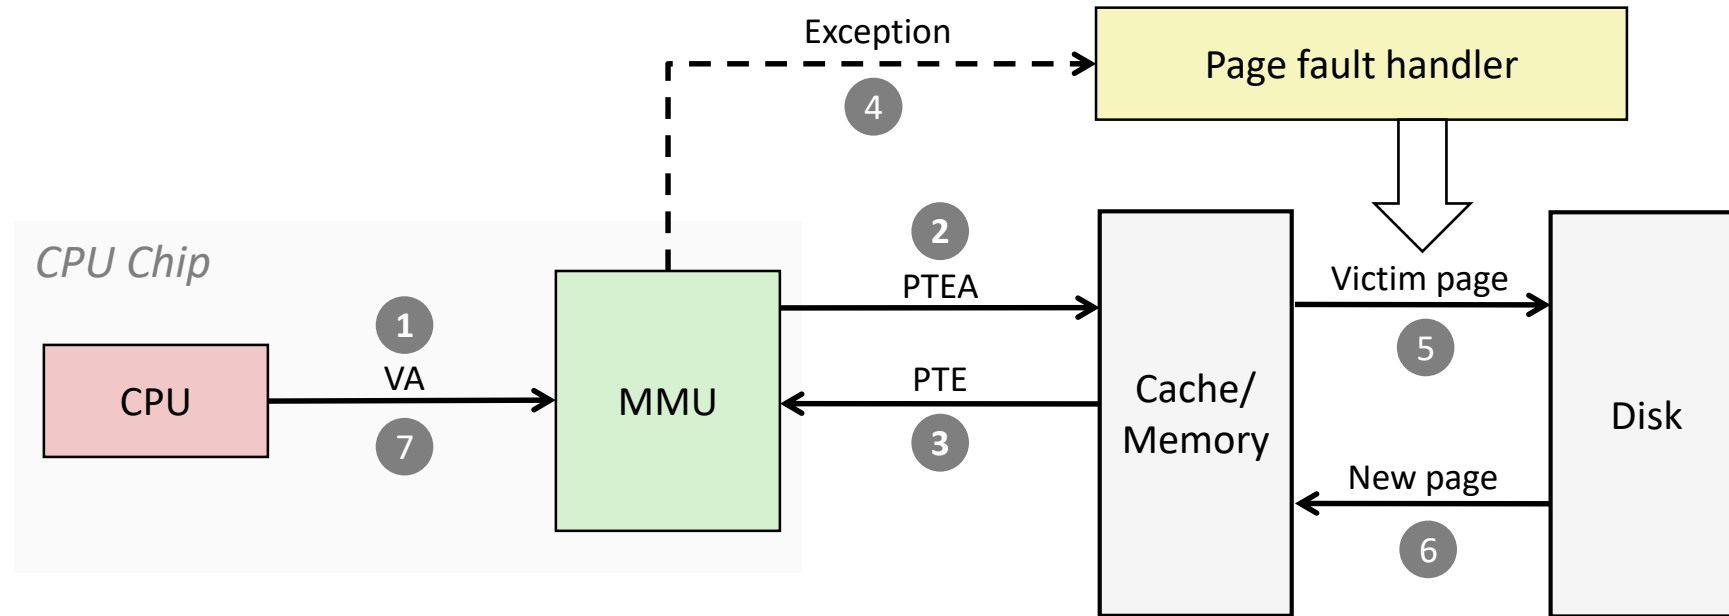 Exception
Page fault handler
4
CPU Chip
2
PTEA
Victim page
1
5
VA
CPU
MMU
PTE
Cache/
Memory
Disk
7
3
New page
6